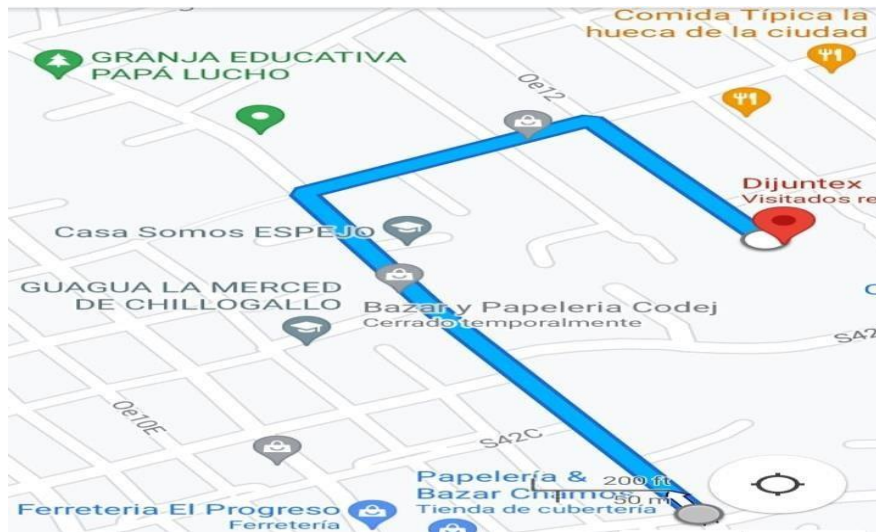 Comida Típica la
hueca de la ciudad
GRANJA EDUCATIVA
PAPÁ LUCHO
Oe12
Dijuntex
Visitados re
Casa Somos ESPEJO
GUAGUA LA MERCED
DE CHILLOGALLO
Bazar y Papeleria Codej
Cerrado temporalmente
S42
Oe10E
S42C
Papelería &
Bazar Charnos
Tienda de cubertería
200 ft
50 m
Ferreteria El Progreso
Ferretería